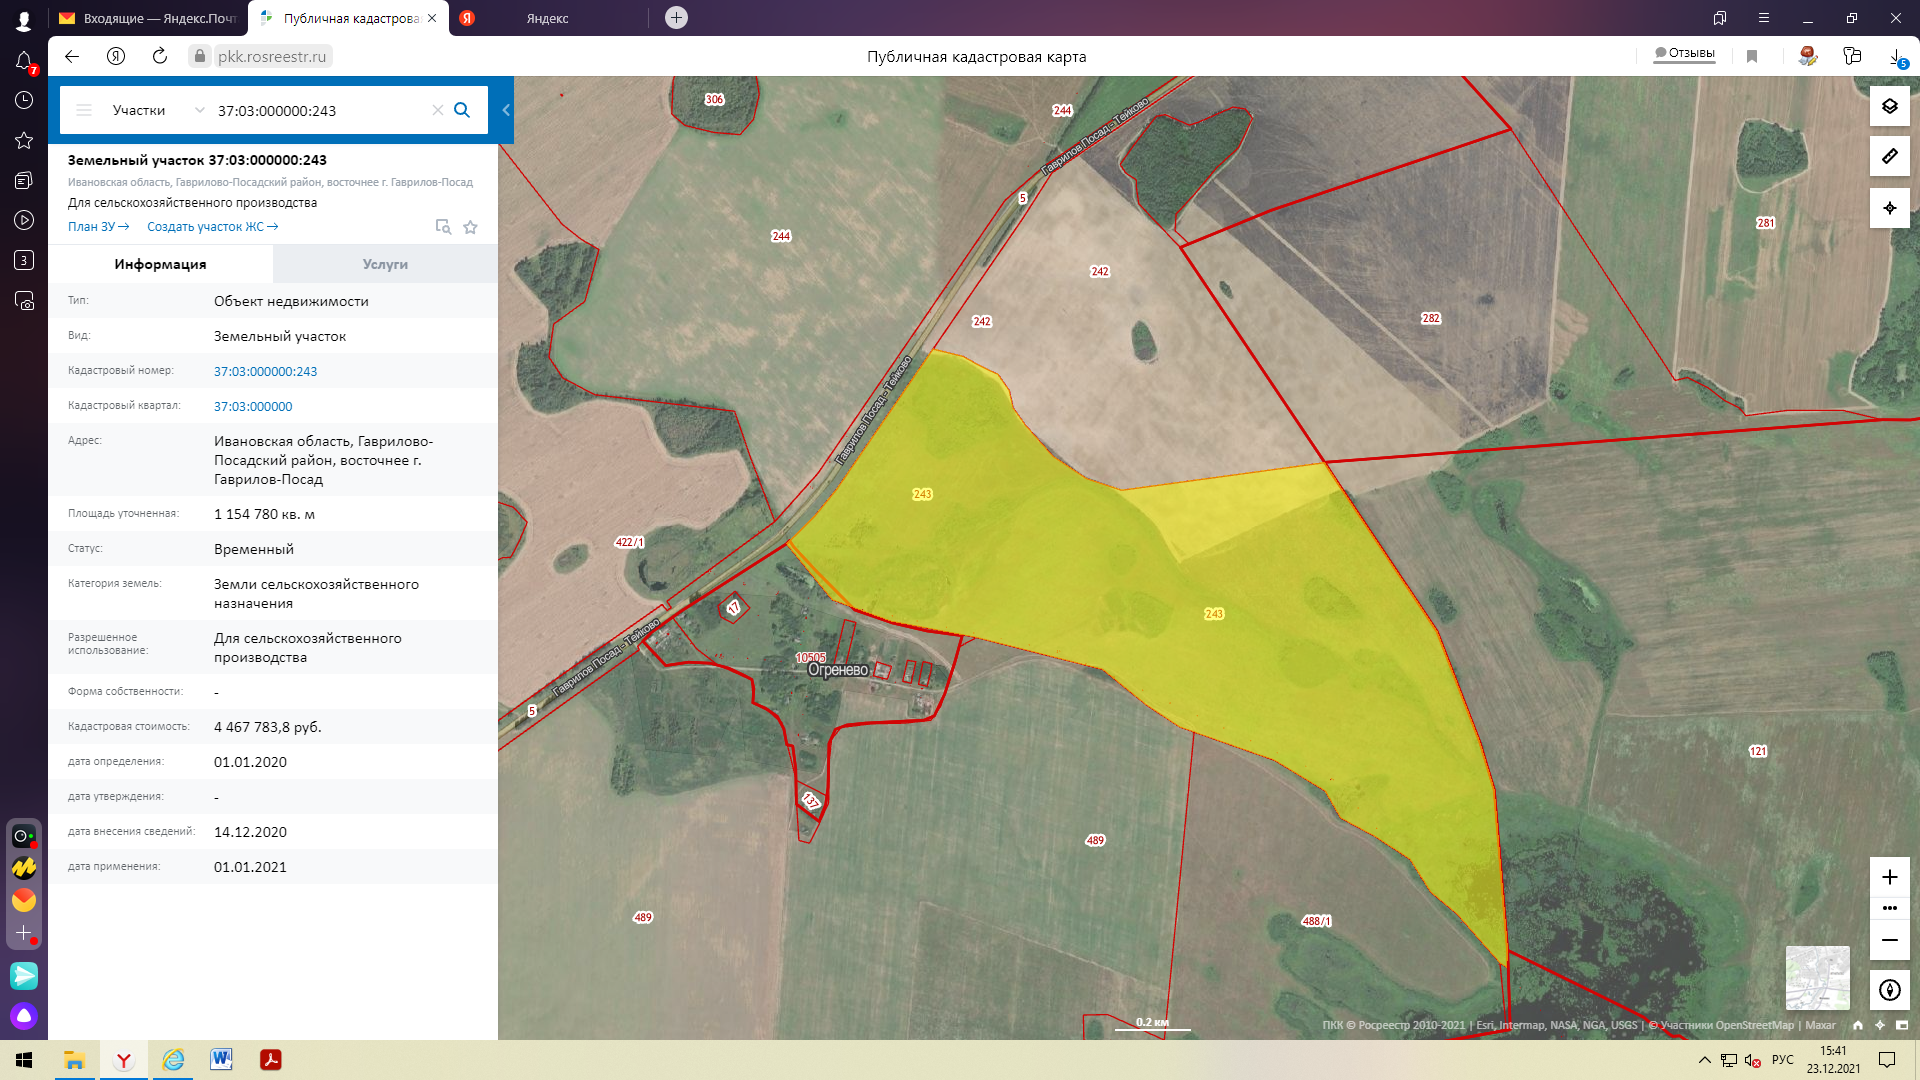 Входящие — Яндекс.Почт
Публичная кадастрова
Я
Яндекс
7
3
Я
pkk.rosreestr.ru
Публичная кадастровая карта
Отзывы
5
Участки
37:03:000000:243
Земельный участок 37:03:000000:243
Ивановская область, Гаврилово-Посадский район, восточнее г. Гаврилов-Посад
Для сельскохозяйственного производства
План ЗУ →
Создать участок ЖС →
Информация
Услуги
Тип: Объект недвижимости
Вид: Земельный участок
Кадастровый номер: 37:03:000000:243
Кадастровый квартал: 37:03:000000
Адрес: Ивановская область, Гаврилово-
Посадский район, восточнее г.
Гаврилов-Посад
Площадь уточненная: 1 154 780 кв. м
Статус: Временный
Категория земель: Земли сельскохозяйственного
назначения
Разрешенное
использование:
Для сельскохозяйственного
производства
Форма собственности: -
Кадастровая стоимость: 4 467 783,8 руб.
дата определения: 01.01.2020
дата утверждения: -
дата внесения сведений: 14.12.2020
дата применения: 01.01.2021
306
244
Гаврилов Посад - Тейково
5
244
281
242
282
242
Гаврилов Посад - Тейково
243
422/1
17
243
Гаврилов Посад - Тейково
10505
Огренево
5
121
137
489
489
488/1
0.2 км
ПКК © Росреестр 2010-2021 | Esri, Intermap, NASA, NGA, USGS | © Участники OpenStreetMap | Maxar
РУС
15:41
23.12.2021